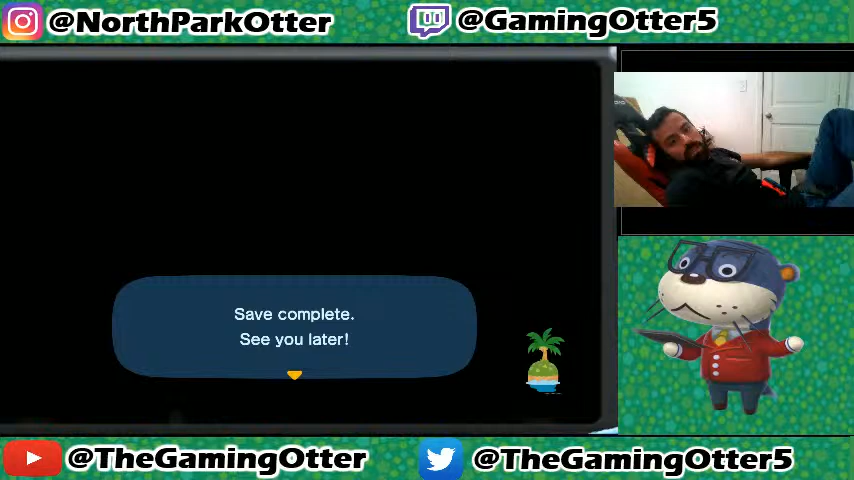 @NorthParkOtter
@GamingOtter5
Save complete.
See you later!
@TheGamingOtter
@TheGamingOtter5